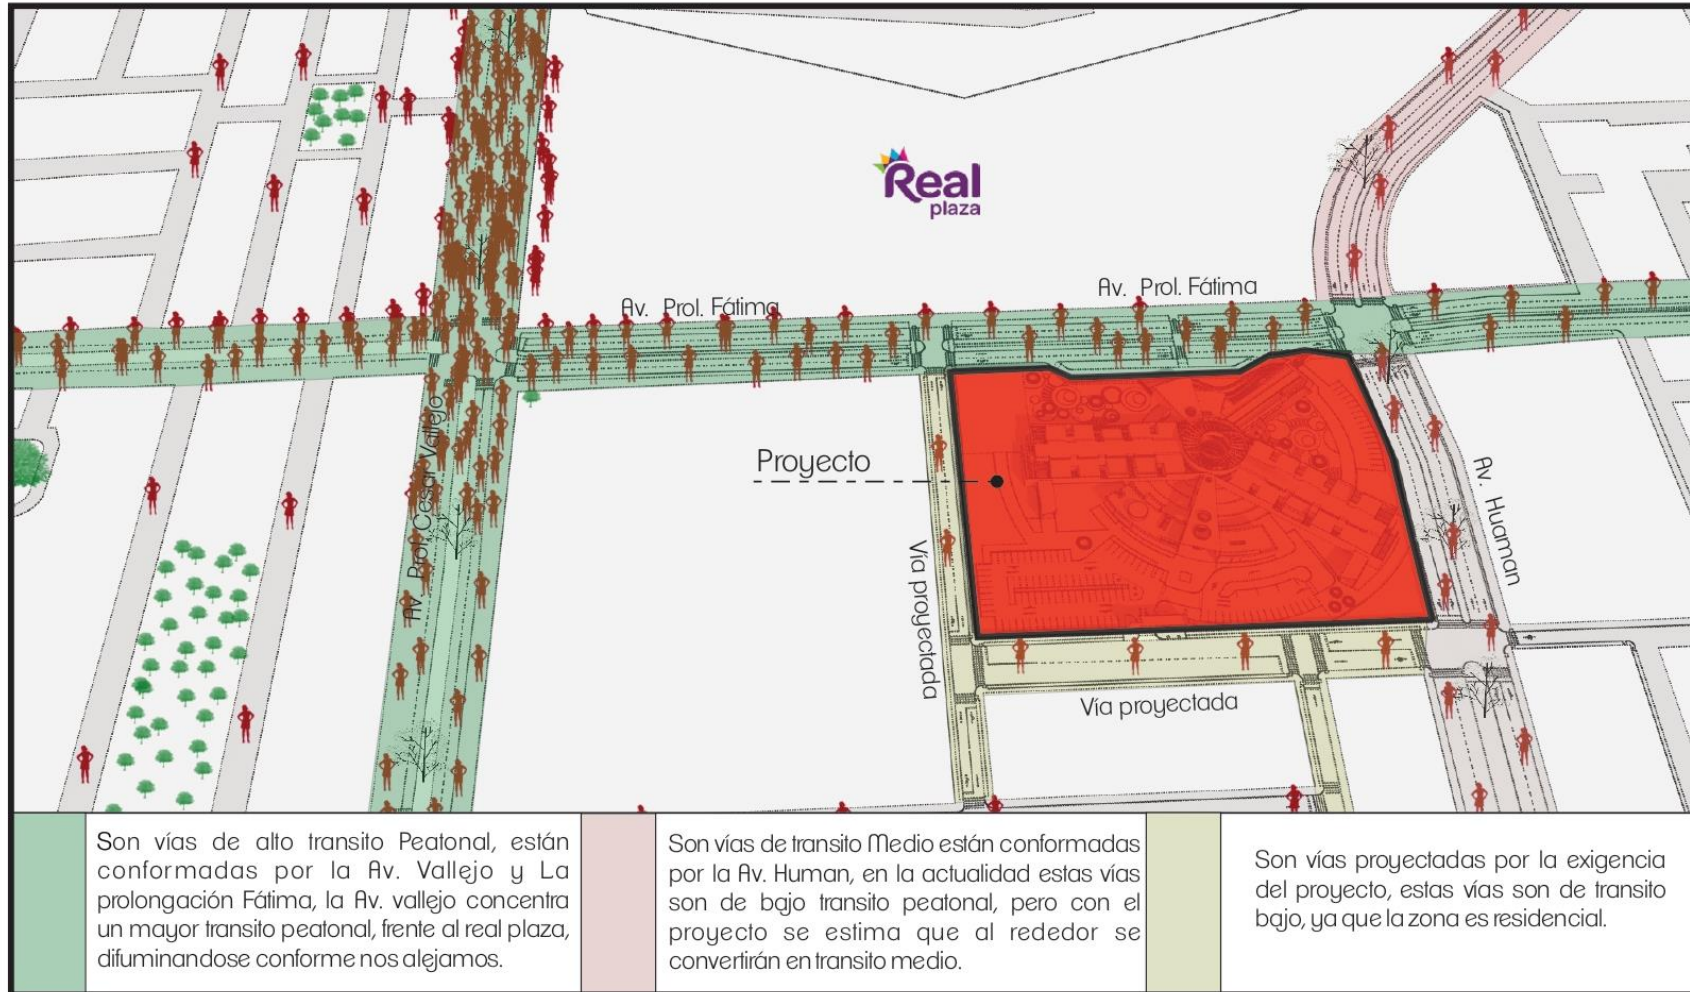 Real
plaza
Av. Prol. Fátima
Av. Prol. Fátima
Av. Prol. Cesar Vallejo
Proyecto
Av. Huaman
Vía proyectada
Vía proyectada
Son vías de alto transito Peatonal, están
conformadas por la Av. Vallejo y La
prolongación Fátima, la Av. vallejo concentra
un mayor transito peatonal, frente al real plaza,
difuminandose conforme nos alejamos.
Son vías de transito Medio están conformadas
por la Av. Human, en la actualidad estas vías
son de bajo transito peatonal, pero con el
proyecto se estima que al rededor se
convertirán en transito medio.
Son vías proyectadas por la exigencia
del proyecto, estas vías son de transito
bajo, ya que la zona es residencial.